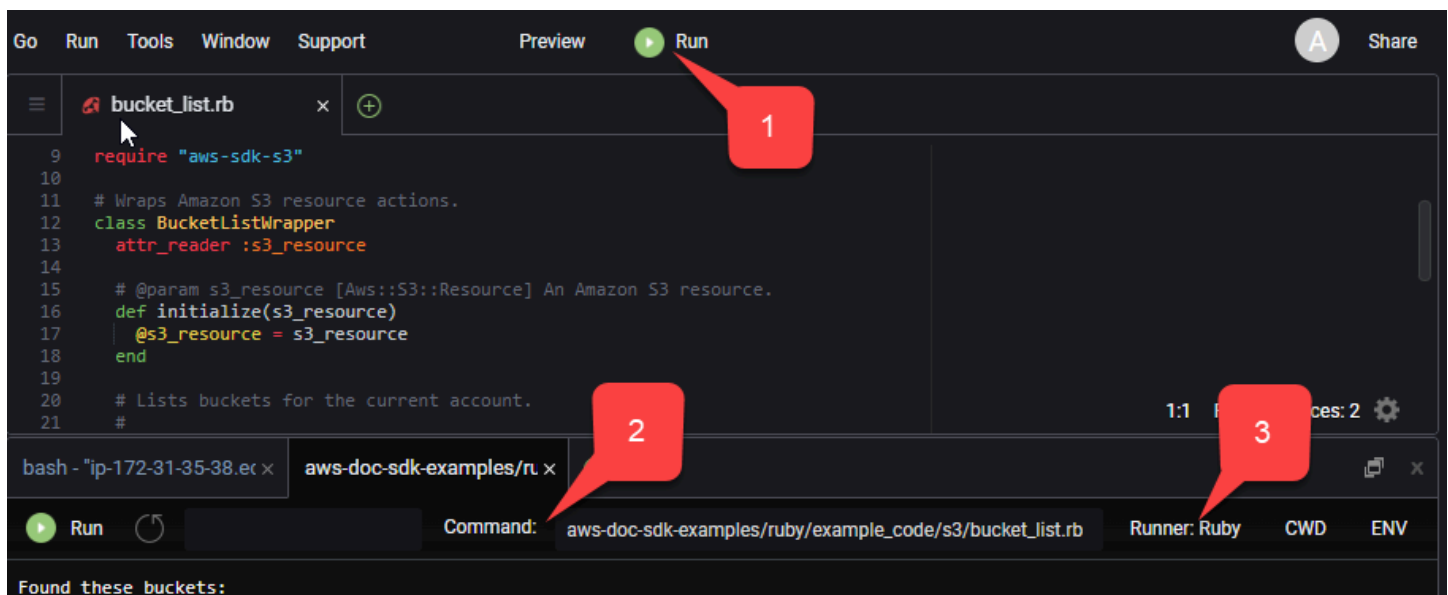 Go Run Tools Window Support Preview Run A Share
bucket_list.rb
1
9 require "aws-sdk-s3"
10
11 # Wraps Amazon S3 resource actions.
12 class BucketListWrapper
13 attr_reader :s3_resource
14
15 # @param s3_resource [Aws::S3::Resource] An Amazon S3 resource.
16 def initialize(s3_resource)
17 @s3_resource = s3_resource
18 end
19
20 # Lists buckets for the current account.
21 #
2
1:1 ces: 2
3
bash - "ip-172-31-35-38.ec × aws-doc-sdk-examples/ru ×
Run Command: aws-doc-sdk-examples/ruby/example_code/s3/bucket_list.rb Runner: Ruby CWD ENV
Found these buckets: